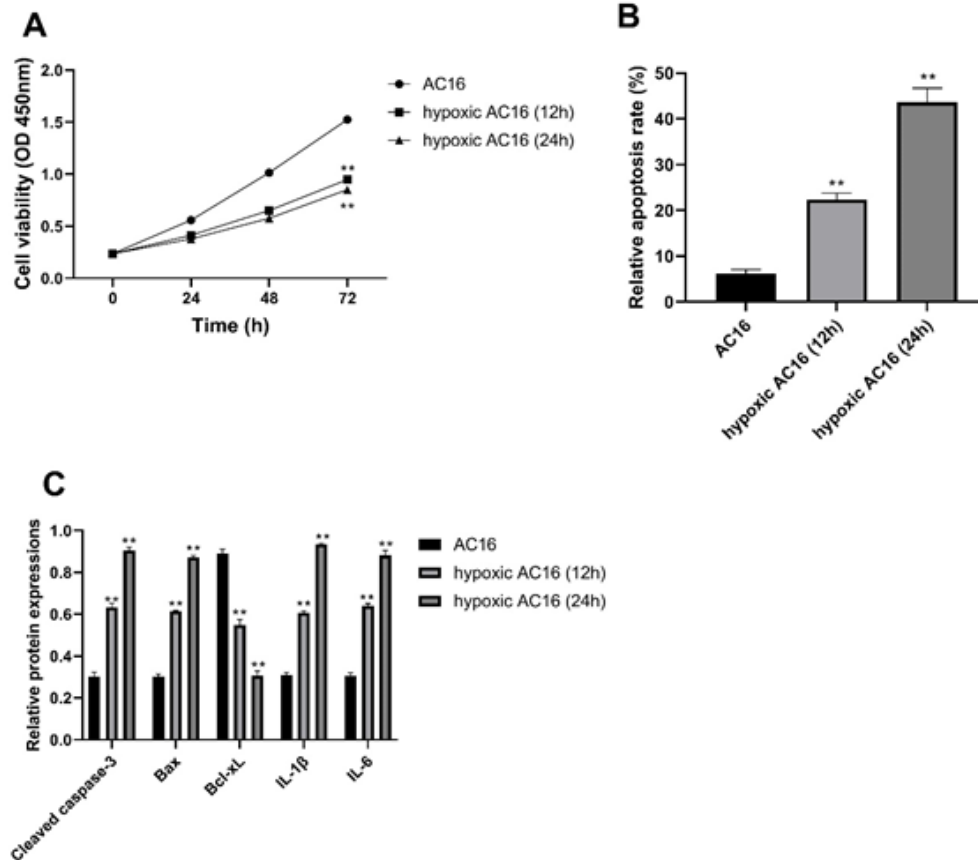 A
Cell viability (OD 450nm)
2.0
1.5
1.0
0.5
0.0
0 24 48 72
Time (h)
**
**
AC16
hypoxic AC16 (12h)
hypoxic AC16 (24h)
B
Relative apoptosis rate (%)
50
40
30
20
10
0
**
**
AC16
hypoxic AC16 (12h)
hypoxic AC16 (24h)
C
Relative protein expressions
1.0
0.8
0.6
0.4
0.2
0.0
**
**
**
**
**
**
**
**
**
**
Cleaved caspase-3
Bax
Bcl-xL
IL-1β
IL-6
AC16
hypoxic AC16 (12h)
hypoxic AC16 (24h)